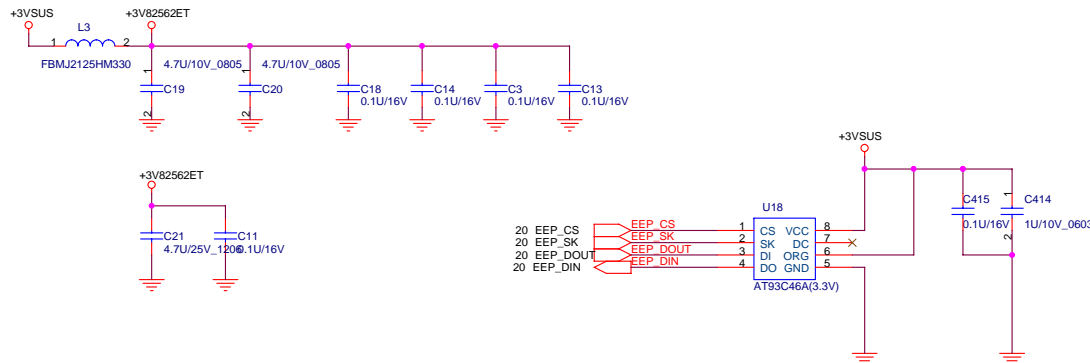 +3VSUS
+3V82562ET
L3
1
2
FBMJ2125HM330
4.7U/10V_0805
4.7U/10V_0805
1
C19
2
1
C20
2
C18
0.1U/16V
C14
0.1U/16V
C3
0.1U/16V
C13
0.1U/16V
+3V82562ET
C21
4.7U/25V_1206
C11
0.1U/16V
+3VSUS
U18
20 EEP_CS
EEP_CS
1
CS
VCC
8
20 EEP_SK
EEP_SK
2
SK
DC
7
20 EEP_DOUT
EEP_DOUT
3
DI
ORG
6
20 EEP_DIN
EEP_DIN
4
DO
GND
5
AT93C46A(3.3V)
C415
0.1U/16V
1
C414
1U/10V_0603
2